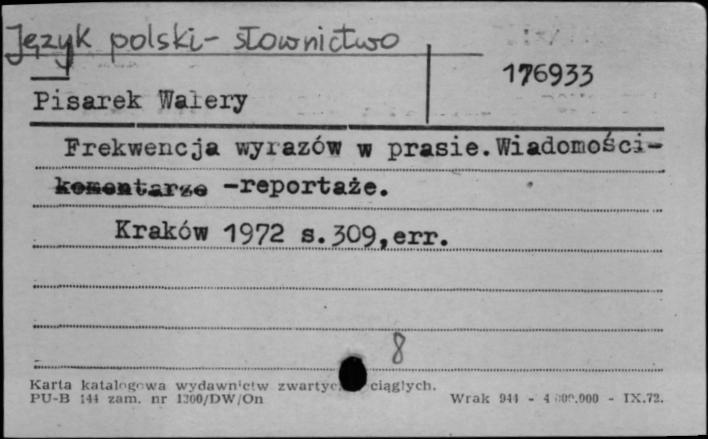 Język polski - słownictwo
176933
Pisarek Walery
Frekwencja wyrazów w prasie. Wiadomości-
komentarze -reportaże.
Kraków 1972 s. 309, err.
8
Karta katalogowa wydawnictw zwartych ciągłych.
PU-B 144 zam. nr 1300/DW/On
Wrak 941 - 4 000.000 - IX.72.